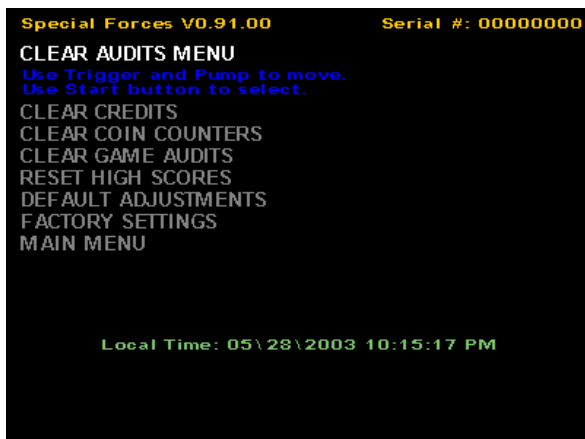 Special Forces V0.91.00 Serial #: 00000000
CLEAR AUDITS MENU
Use Trigger and Pump to move.
Use Start button to select.
CLEAR CREDITS
CLEAR COIN COUNTERS
CLEAR GAME AUDITS
RESET HIGH SCORES
DEFAULT ADJUSTMENTS
FACTORY SETTINGS
MAIN MENU
Local Time: 05\28\2003 10:15:17 PM